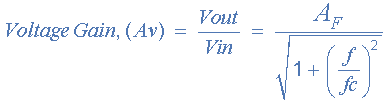 Voltage Gain, (Av) = Vout / Vin = A_F / √(1 + (f / fc)²)